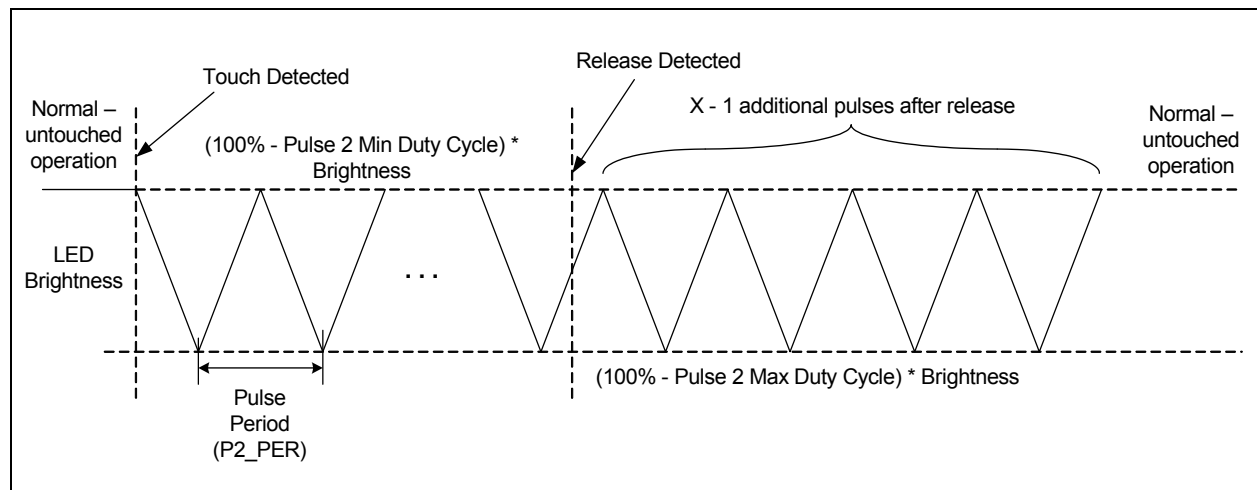 Touch Detected
Release Detected
Normal –
untouched
operation
(100% - Pulse 2 Min Duty Cycle) *
Brightness
X - 1 additional pulses after release
Normal –
untouched
operation
LED
Brightness
. . .
(100% - Pulse 2 Max Duty Cycle) * Brightness
Pulse
Period
(P2_PER)